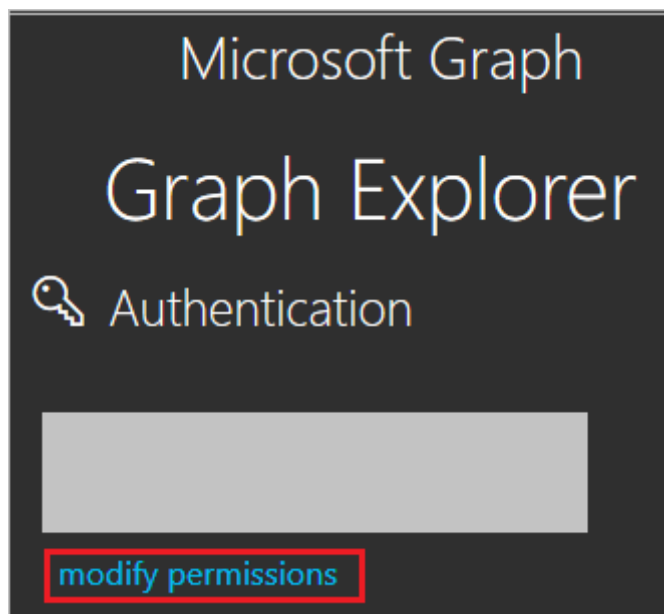 Microsoft Graph
Graph Explorer
Authentication
modify permissions